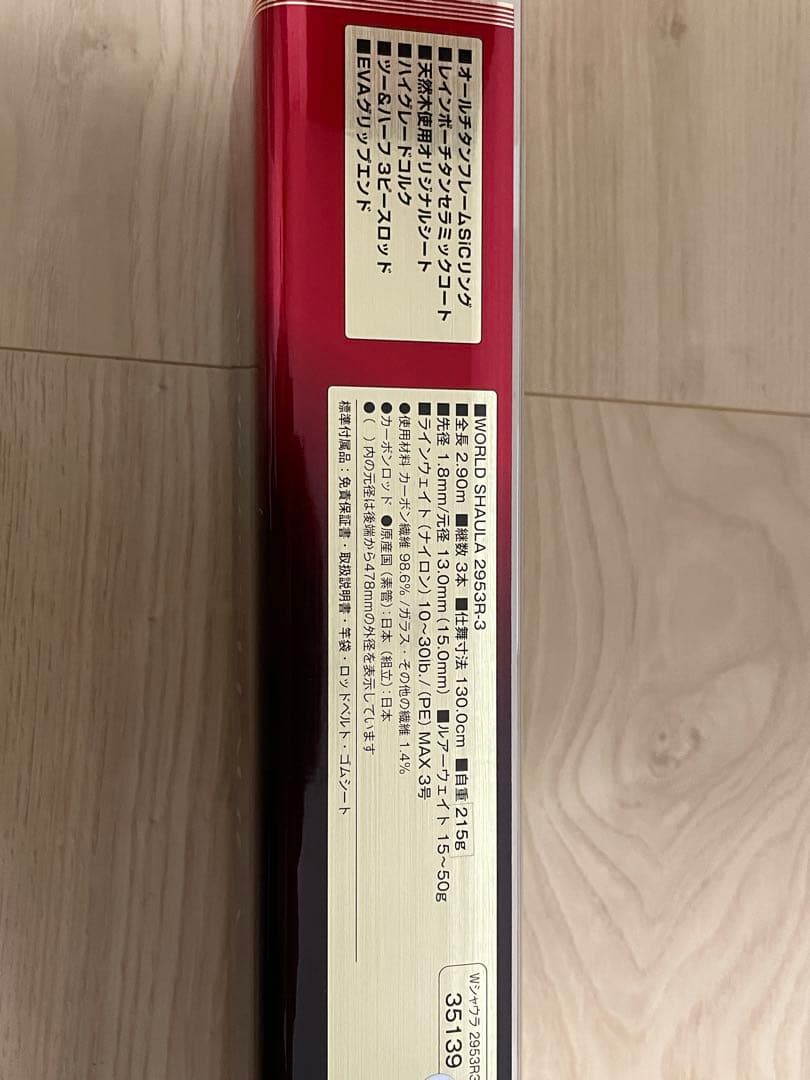 ■オールチタンフレームSiCリング
■レインボーチタンセラミックコート
■天然木使用オリジナルシート
■ハイグレードコルク
■ツー&ハーフ 3ピースロッド
■EVAグリップエンド
■WORLD SHAULA 2953R-3
■全長 2.90m ■継数 3本 ■仕舞寸法 130.0cm ■自重 215g
■先径 1.8mm/元径 13.0mm(15.0mm) ■ルアーウェイト 15~50g
■ラインウェイト(ナイロン)10~30lb./(PE)MAX 3号
●使用材料 カーボン繊維 98.6% /ガラス・その他の繊維 1.4%
●カーボンロッド ●原産国(素管):日本(組立):日本
●( )内の元径は後端から478mmの外径を表示しています
標準付属品:免責保証書・取扱説明書・竿袋・ロッドベルト・ゴムシート
Wシャウラ 2953R3
35139